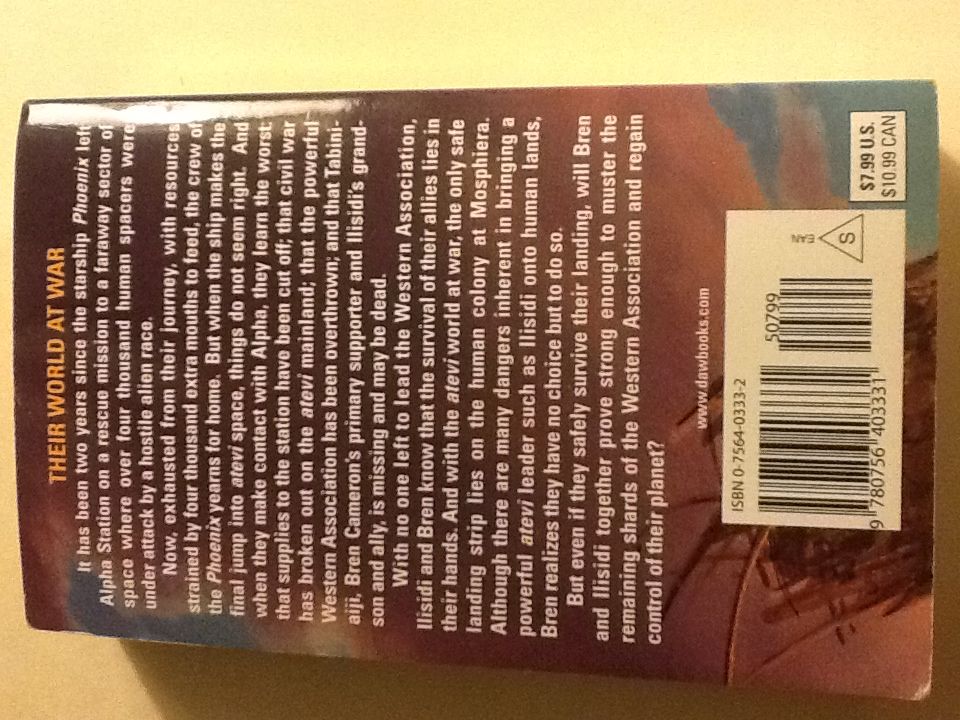 THEIR WORLD AT WAR
It has been two years since the starship Phoenix left
Alpha Station on a rescue mission to a faraway sector of
space where over four thousand human spacers were
under attack by a hostile alien race.
Now, exhausted from their journey, with resources
strained by four thousand extra mouths to feed, the crew of
the Phoenix yearns for home. But when the ship makes the
final jump into atevi space, things do not seem right. And
when they make contact with Alpha, they learn the worst:
that supplies to the station have been cut off; that civil war
has broken out on the atevi mainland; that the powerful
Western Association has been overthrown; and that Tabini-
aiji, Bren Cameron's primary supporter and Ilisidi's grand-
son and ally, is missing and may be dead.
With no one left to lead the Western Association,
Ilisidi and Bren know that the survival of their allies lies in
their hands. And with the atevi world at war, the only safe
landing strip lies on the human colony at Mosphiera.
Although there are many dangers inherent in bringing a
powerful atevi leader such as Ilisidi onto human lands,
Bren realizes they have no choice but to do so.
But even if they safely survive their landing, will Bren
and Ilisidi together prove strong enough to muster the
remaining shards of the Western Association and regain
control of their planet?
www.dawbooks.com
ISBN 0-7564-0333-2
50799
9 780756 403331
EAN
S
$7.99 U.S.
$10.99 CAN